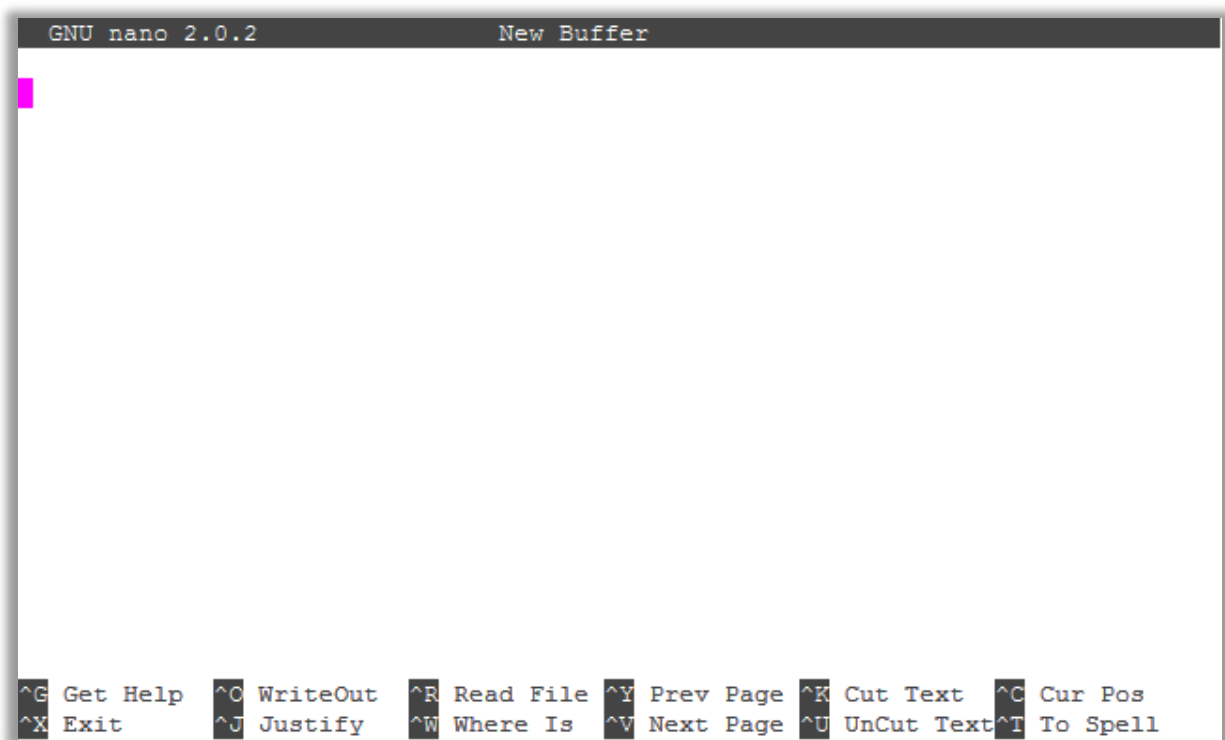 GNU nano 2.0.2 New Buffer
^G Get Help ^O WriteOut ^R Read File ^Y Prev Page ^K Cut Text ^C Cur Pos
^X Exit ^J Justify ^W Where Is ^V Next Page ^U UnCut Text ^T To Spell